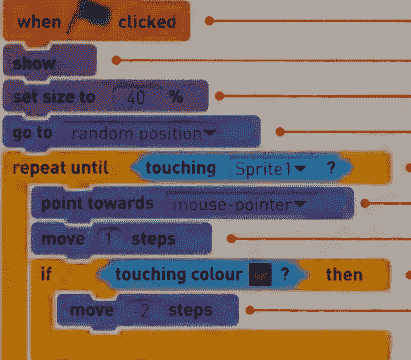 when clicked
show
set size to 40 %
go to random position
repeat until touching Sprite1 ?
point towards mouse-pointer
move 1 steps
if touching colour ? then
move -2 steps